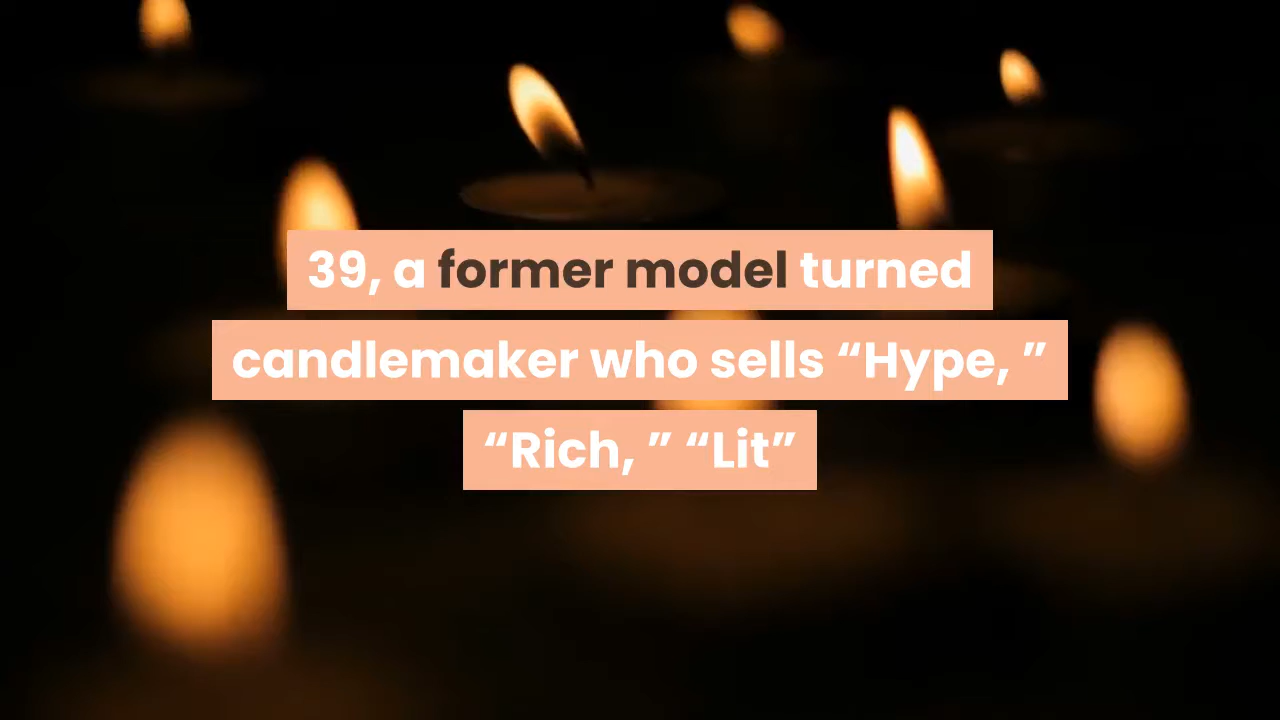 39, a former model turned
candlemaker who sells “Hype, ”
“Rich, ” “Lit”